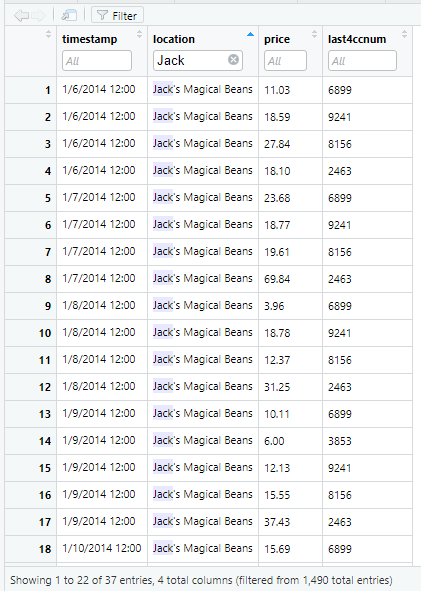 Filter
timestamp location price last4ccnum
All Jack All All
1 1/6/2014 12:00 Jack's Magical Beans 11.03 6899
2 1/6/2014 12:00 Jack's Magical Beans 18.59 9241
3 1/6/2014 12:00 Jack's Magical Beans 27.84 8156
4 1/6/2014 12:00 Jack's Magical Beans 18.10 2463
5 1/7/2014 12:00 Jack's Magical Beans 23.68 6899
6 1/7/2014 12:00 Jack's Magical Beans 18.77 9241
7 1/7/2014 12:00 Jack's Magical Beans 19.61 8156
8 1/7/2014 12:00 Jack's Magical Beans 69.84 2463
9 1/8/2014 12:00 Jack's Magical Beans 3.96 6899
10 1/8/2014 12:00 Jack's Magical Beans 18.78 9241
11 1/8/2014 12:00 Jack's Magical Beans 12.37 8156
12 1/8/2014 12:00 Jack's Magical Beans 31.25 2463
13 1/9/2014 12:00 Jack's Magical Beans 10.11 6899
14 1/9/2014 12:00 Jack's Magical Beans 6.00 3853
15 1/9/2014 12:00 Jack's Magical Beans 12.13 9241
16 1/9/2014 12:00 Jack's Magical Beans 15.55 8156
17 1/9/2014 12:00 Jack's Magical Beans 37.43 2463
18 1/10/2014 12:00 Jack's Magical Beans 15.69 6899
Showing 1 to 22 of 37 entries, 4 total columns (filtered from 1,490 total entries)